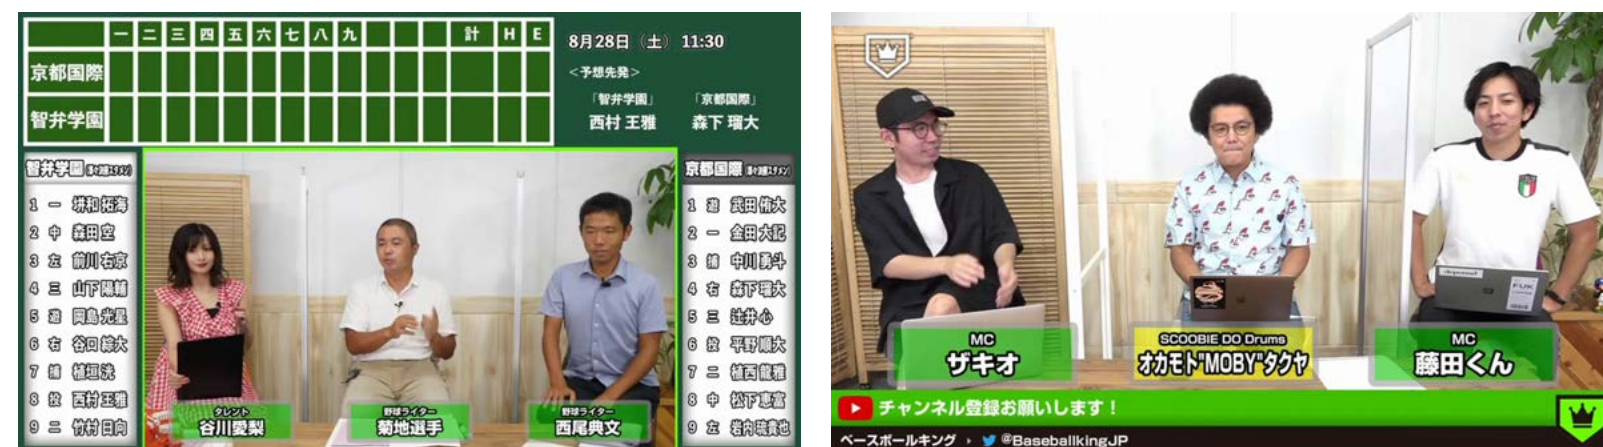 一 二 三 四 五 六 七 八 九 計 H E
京都国際
智弁学園
8月28日（土） 11:30
＜予想先発＞
「智弁学園」 「京都国際」
西村 王雅 森下 瑠大
智弁学園
1 一 垪和拓海
2 中 森田空
3 左 前川右京
4 三 山下陽輔
5 遊 岡島光星
6 右 谷口綜大
7 捕 植垣洸
8 投 西村王雅
9 二 竹村日向
タレント
谷川愛梨
野球ライター
菊地選手
野球ライター
西尾典文
京都国際
1 遊 武田侑大
2 一 金田大記
3 捕 中川勇斗
4 右 森下瑠大
5 三 辻井心
6 投 平野順大
7 二 植西龍雅
8 中 松下恵富
9 左 岩内琉貴也
MC
ザキオ
SCOOBIE DO Drums
オカモト"MOBY"タクヤ
MC
藤田くん
FUK
チャンネル登録お願いします！
ベースボールキング @BaseballkingJP